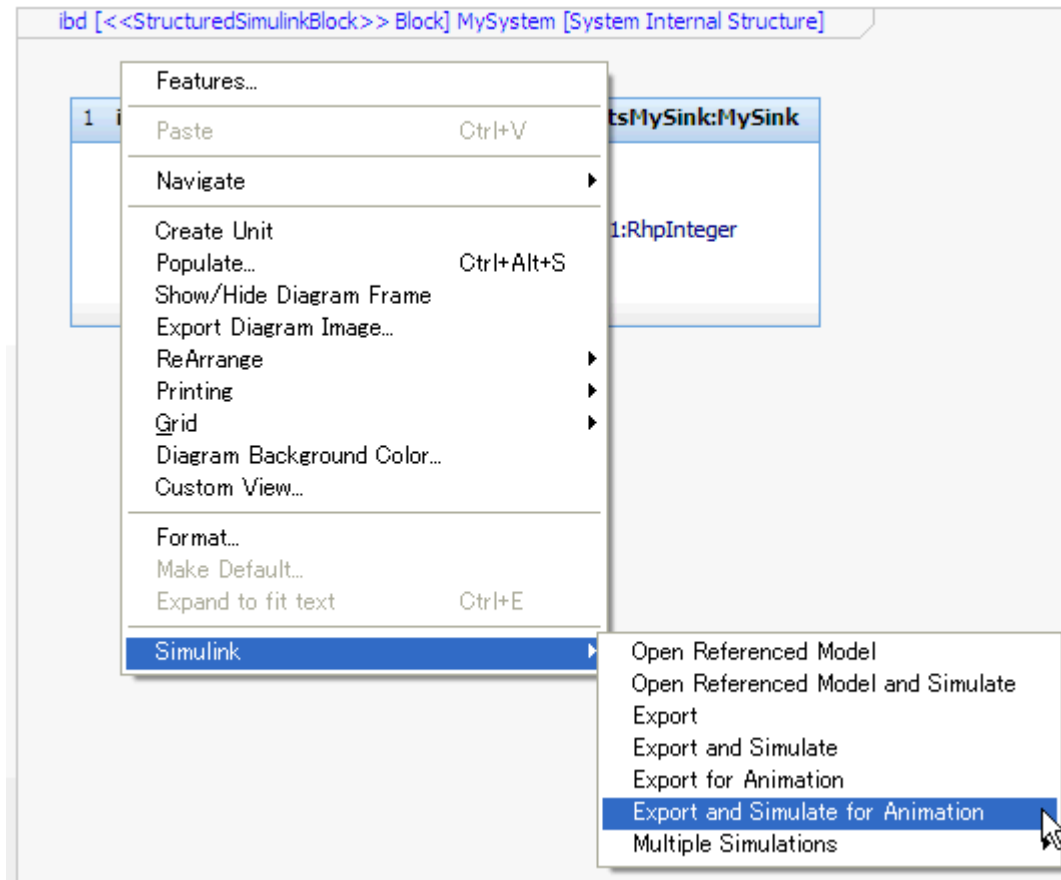 ibd [<<StructuredSimulinkBlock>> Block] MySystem [System Internal Structure]
Features...
1 i
tsMySink:MySink
Paste Ctrl+V
Navigate
Create Unit
1:RhpInteger
Populate... Ctrl+Alt+S
Show/Hide Diagram Frame
Export Diagram Image...
ReArrange
Printing
Grid
Diagram Background Color...
Custom View...
Format...
Make Default...
Expand to fit text Ctrl+E
Simulink
Open Referenced Model
Open Referenced Model and Simulate
Export
Export and Simulate
Export for Animation
Export and Simulate for Animation
Multiple Simulations